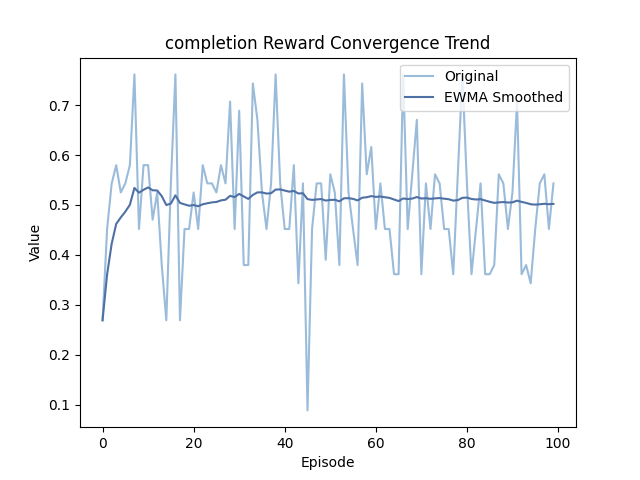 completion Reward Convergence Trend
Original
EWMA Smoothed
Value
0.7
0.6
0.5
0.4
0.3
0.2
0.1
0 20 40 60 80 100
Episode